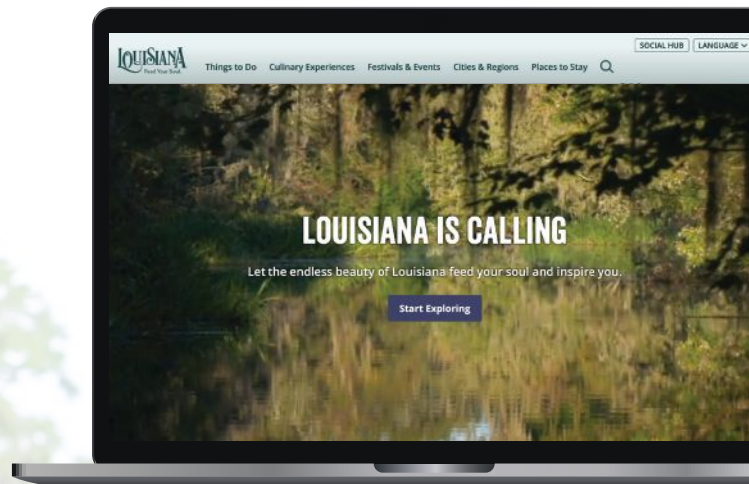 SOCIAL HUB LANGUAGE
LOUISIANA
Feed Your Soul.
Things to Do Culinary Experiences Festivals & Events Cities & Regions Places to Stay
LOUISIANA IS CALLING
Let the endless beauty of Louisiana feed your soul and inspire you.
Start Exploring